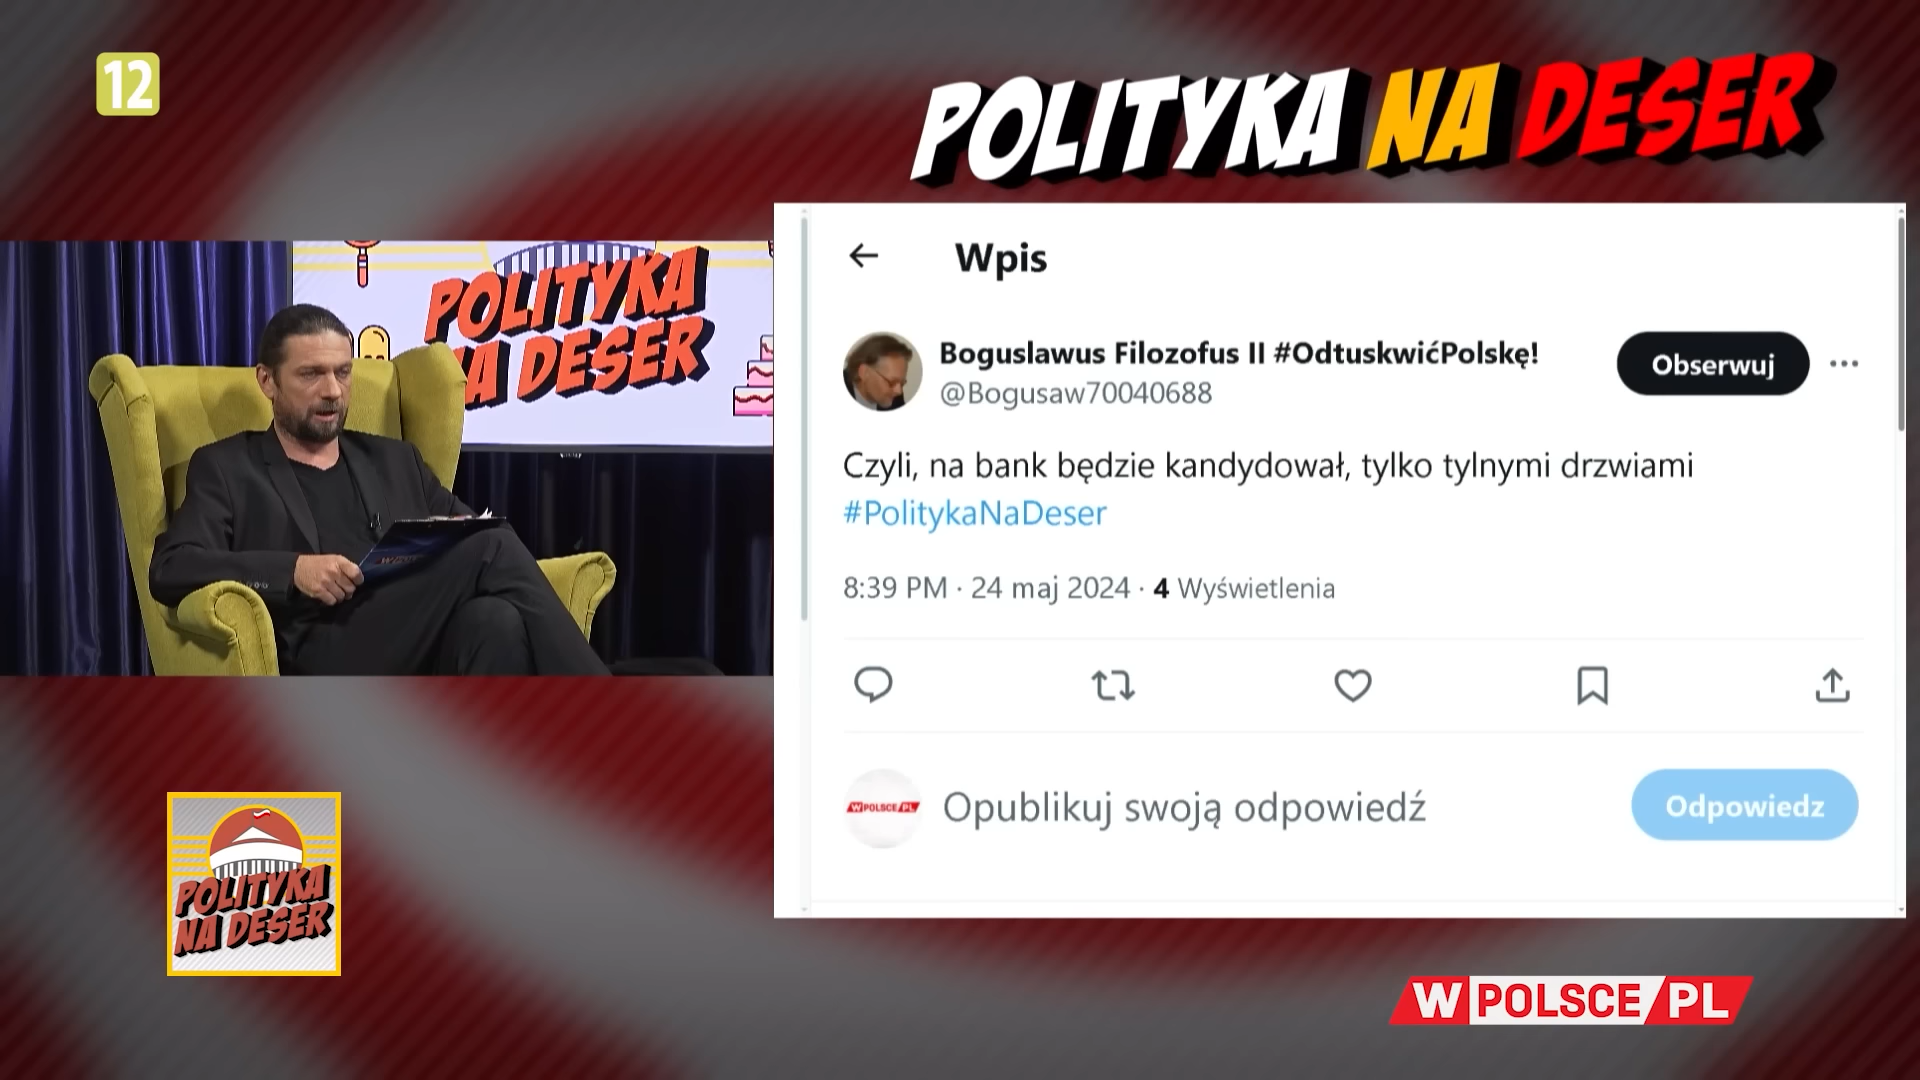 12
POLITYKA NA DESER
POLITYKA
NA DESER
Wpis
Boguslawus Filozofus II #OdtuskwićPolskę!
@Bogusaw70040688
Obserwuj
Czyli, na bank będzie kandydował, tylko tylnymi drzwiami
#PolitykaNaDeser
8:39 PM · 24 maj 2024 · 4 Wyświetlenia
WPOLSCE/PL
Opublikuj swoją odpowiedź
Odpowiedz
POLITYKA
NA DESER
W POLSCE/PL